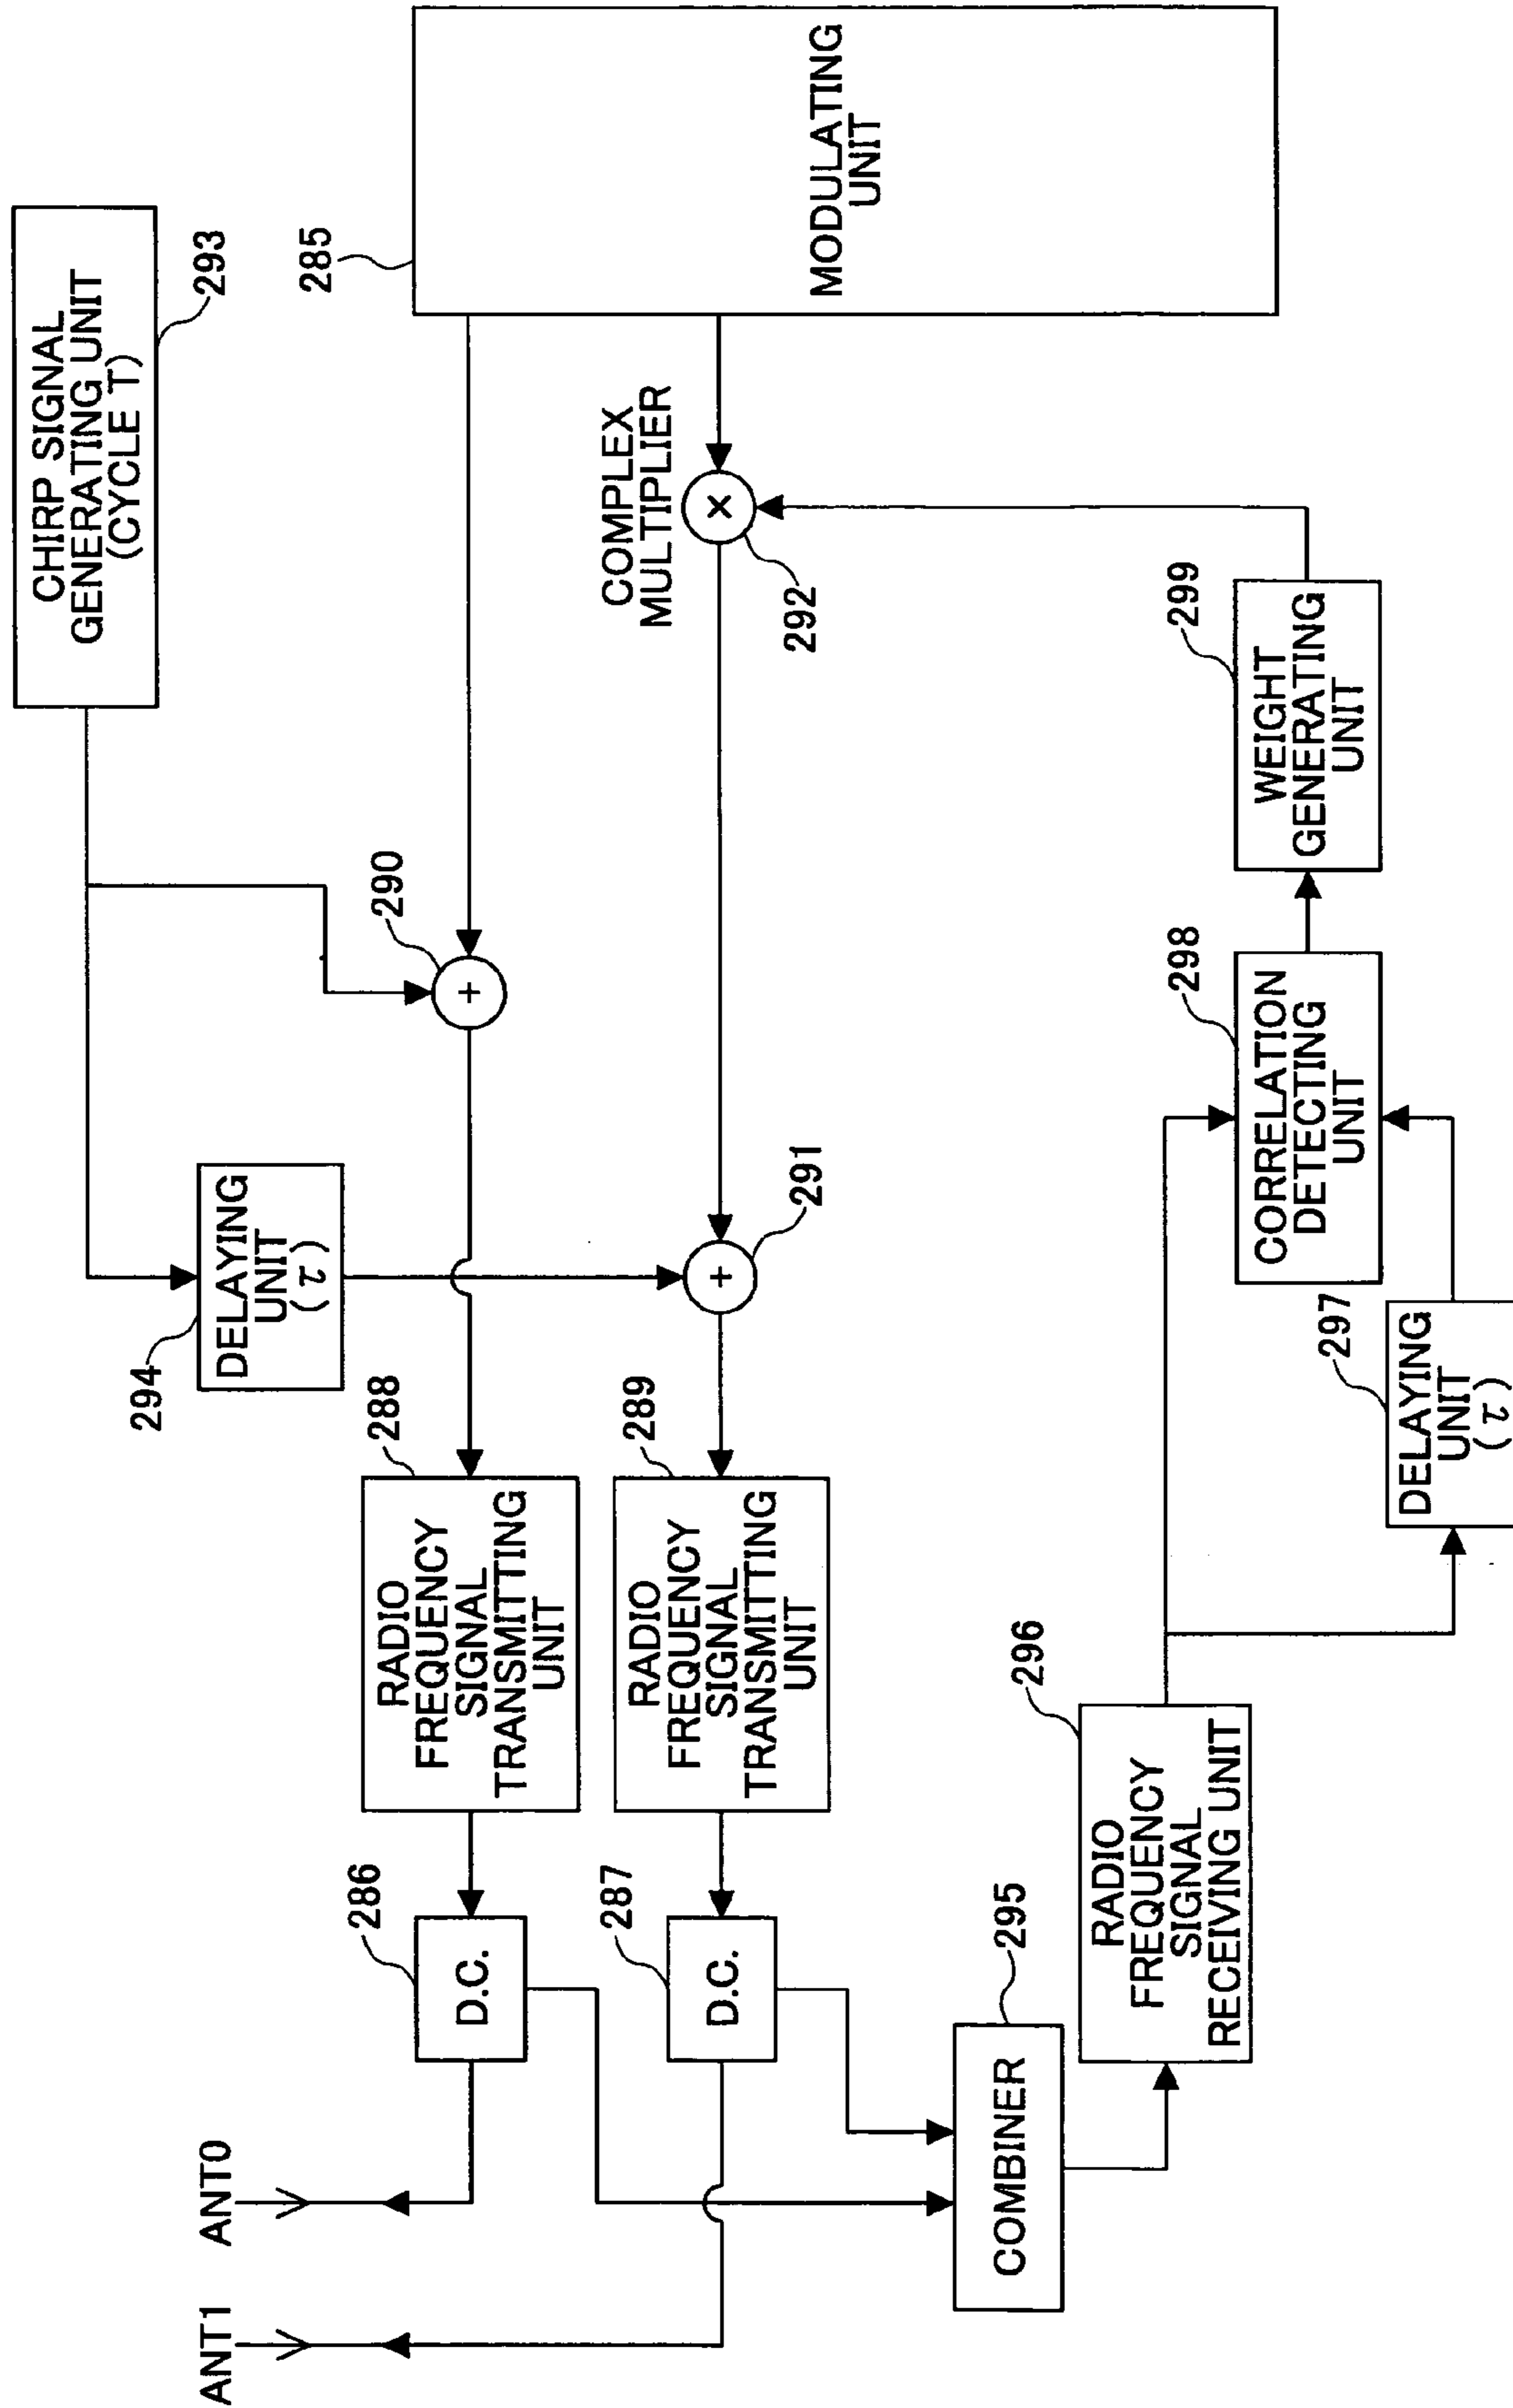 ANT1
ANT0
286
D.C.
287
D.C.
295
COMBINER
288
RADIO
FREQUENCY
SIGNAL
TRANSMITTING
UNIT
289
RADIO
FREQUENCY
SIGNAL
TRANSMITTING
UNIT
296
RADIO
FREQUENCY
SIGNAL
RECEIVING UNIT
294
DELAYING
UNIT
(τ)
291
+
290
+
297
DELAYING
UNIT
(τ)
298
CORRELATION
DETECTING
UNIT
299
WEIGHT
GENERATING
UNIT
CHIRP SIGNAL
GENERATING UNIT
(CYCLE T)
293
COMPLEX
MULTIPLIER
×
292
285
MODULATING
UNIT